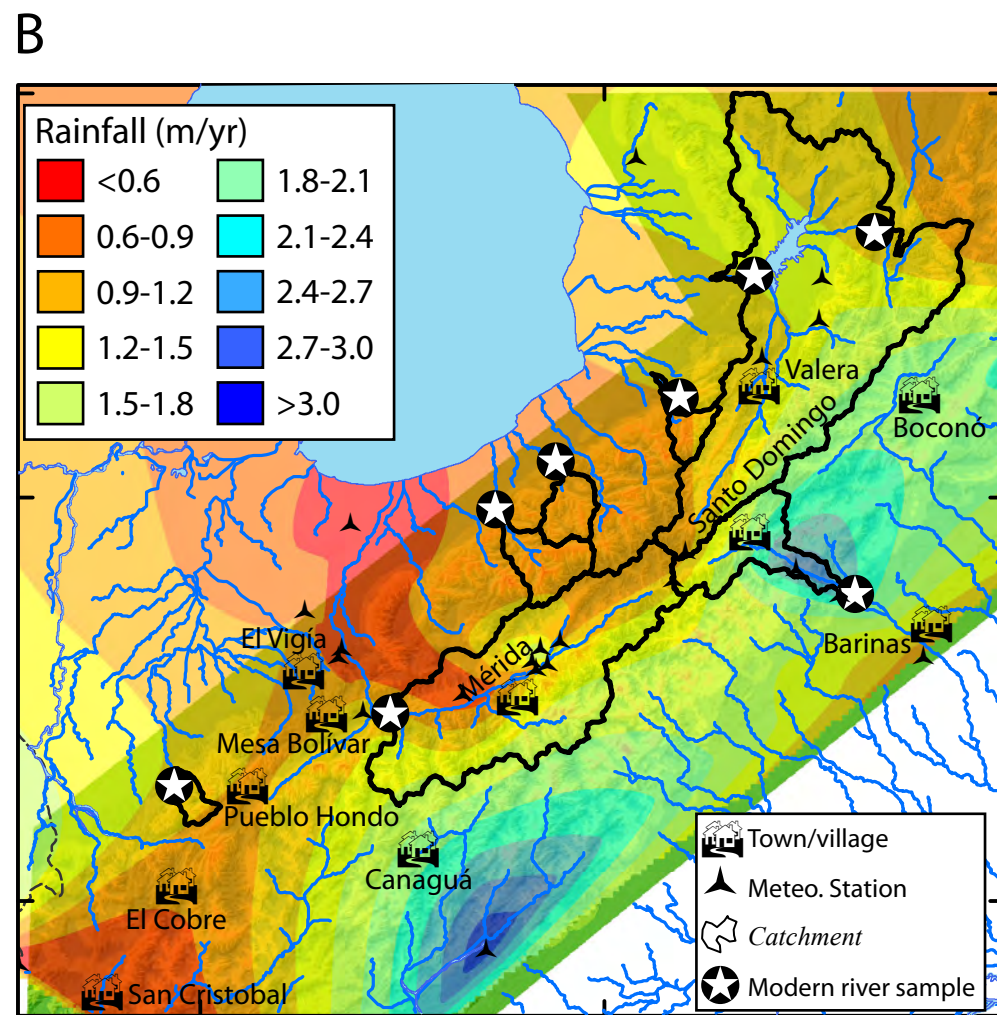 B
Rainfall (m/yr)
<0.6
0.6-0.9
0.9-1.2
1.2-1.5
1.5-1.8
1.8-2.1
2.1-2.4
2.4-2.7
2.7-3.0
>3.0
Valera
Boconó
Santo Domingo
Barinas
El Vigía
Mérida
Mesa Bolívar
Pueblo Hondo
Canaguá
El Cobre
San Cristobal
Town/village
Meteo. Station
Catchment
Modern river sample